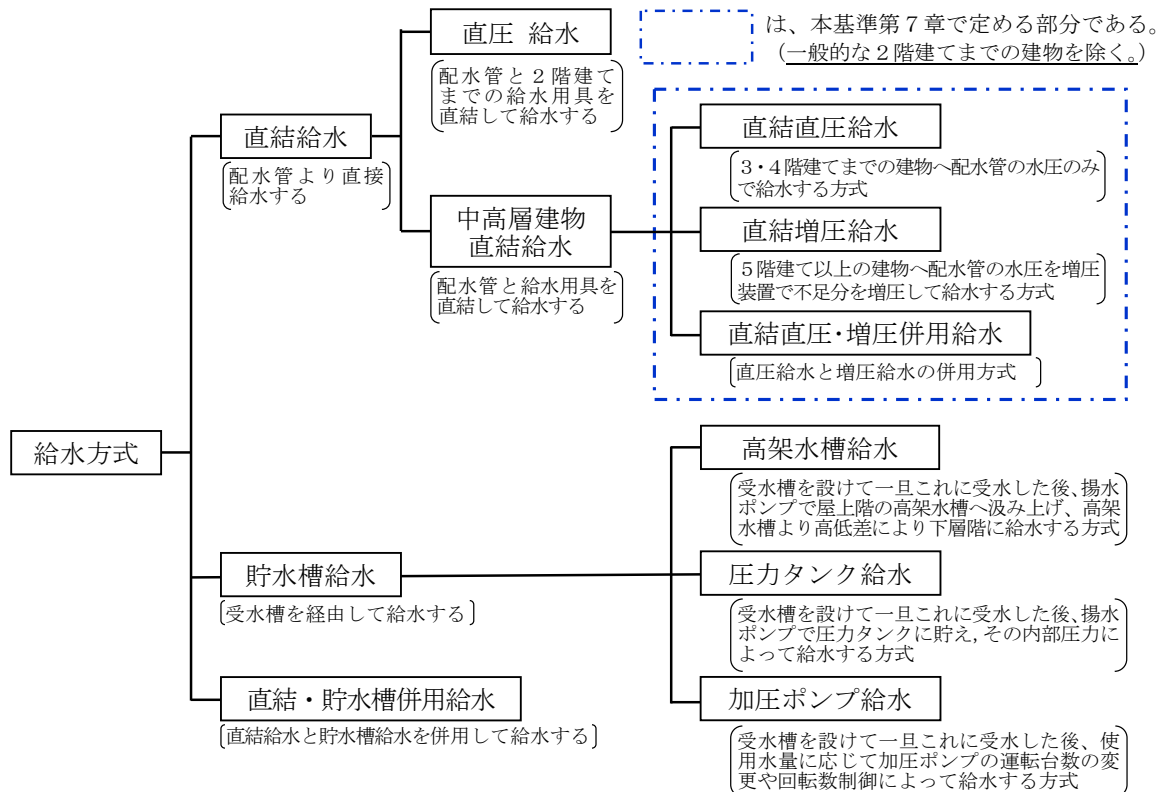 直圧 給水
配水管と２階建て
までの給水用具を
直結して給水する
は、本基準第７章で定める部分である。
（一般的な２階建てまでの建物を除く。）
直結給水
配水管より直接
給水する
中高層建物
直結給水
配水管と給水用具を
直結して給水する
直結直圧給水
３・４階建てまでの建物へ配水管の水圧のみ
で給水する方式
直結増圧給水
５階建て以上の建物へ配水管の水圧を増圧
装置で不足分を増圧して給水する方式
直結直圧・増圧併用給水
直圧給水と増圧給水の併用方式
給水方式
貯水槽給水
受水槽を経由して給水する
高架水槽給水
受水槽を設けて一旦これに受水した後、揚水
ポンプで屋上階の高架水槽へ汲み上げ、高架
水槽より高低差により下層階に給水する方式
圧力タンク給水
受水槽を設けて一旦これに受水した後、揚水
ポンプで圧力タンクに貯え,その内部圧力に
よって給水する方式
加圧ポンプ給水
受水槽を設けて一旦これに受水した後、使
用水量に応じて加圧ポンプの運転台数の変
更や回転数制御によって給水する方式
直結・貯水槽併用給水
直結給水と貯水槽給水を併用して給水する